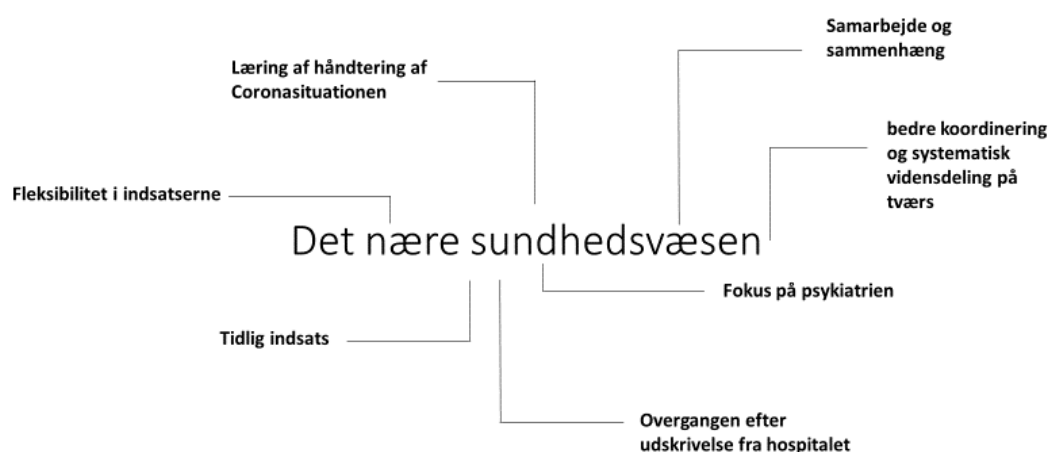 Samarbejde og
sammenhæng
Læring af håndtering af
Coronasituationen
bedre koordinering
og systematisk
vidensdeling på
tværs
Fleksibilitet i indsatserne
Det nære sundhedsvæsen
Fokus på psykiatrien
Tidlig indsats
Overgangen efter
udskrivelse fra hospitalet